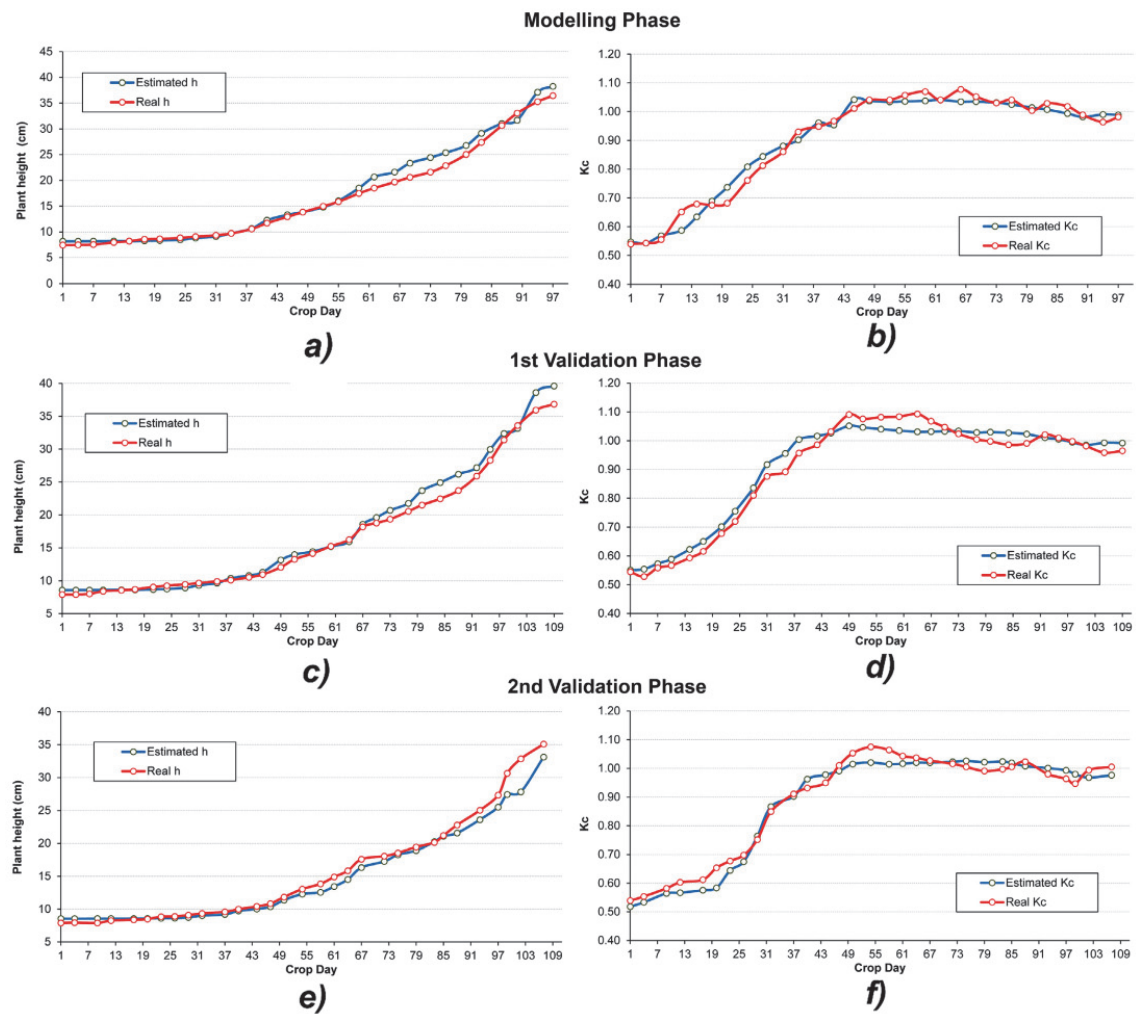 Modelling Phase
45
40
35
30
25
20
15
10
5
0
Plant height (cm)
Estimated h
Real h
1 7 13 19 25 31 37 43 49 55 61 67 73 79 85 91 97
Crop Day
a)
1.20
1.10
1.00
0.90
0.80
0.70
0.60
0.50
0.40
Kc
Estimated Kc
Real Kc
1 7 13 19 25 31 37 43 49 55 61 67 73 79 85 91 97
Crop Day
b)
1st Validation Phase
40
35
30
25
20
15
10
5
Plant height (cm)
Estimated h
Real h
1 7 13 19 25 31 37 43 49 55 61 67 73 79 85 91 97 103 109
Crop Day
c)
1.20
1.10
1.00
0.90
0.80
0.70
0.60
0.50
0.40
Kc
Estimated Kc
Real Kc
1 7 13 19 25 31 37 43 49 55 61 67 73 79 85 91 97 103 109
Crop Day
d)
2nd Validation Phase
40
35
30
25
20
15
10
5
Plant height (cm)
Estimated h
Real h
1 7 13 19 25 31 37 43 49 55 61 67 73 79 85 91 97 103 109
Crop Day
e)
1.20
1.10
1.00
0.90
0.80
0.70
0.60
0.50
0.40
Kc
Estimated Kc
Real Kc
1 7 13 19 25 31 37 43 49 55 61 67 73 79 85 91 97 103 109
Crop Day
f)